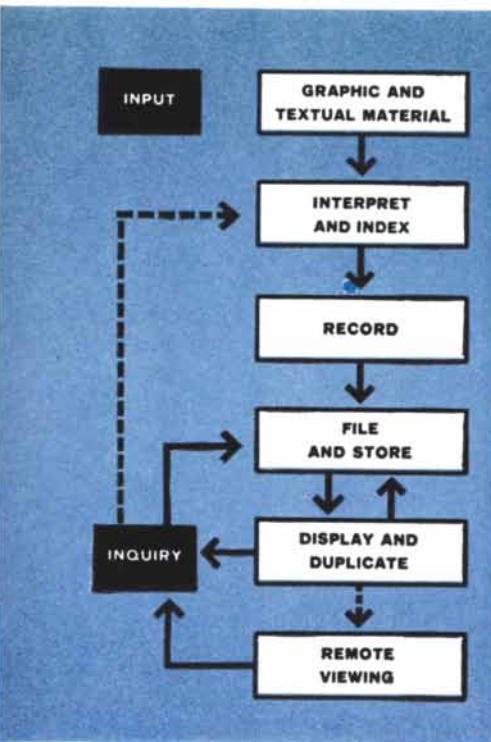 INPUT
GRAPHIC AND
TEXTUAL MATERIAL
INTERPRET
AND INDEX
RECORD
FILE
AND STORE
INQUIRY
DISPLAY AND
DUPLICATE
REMOTE
VIEWING